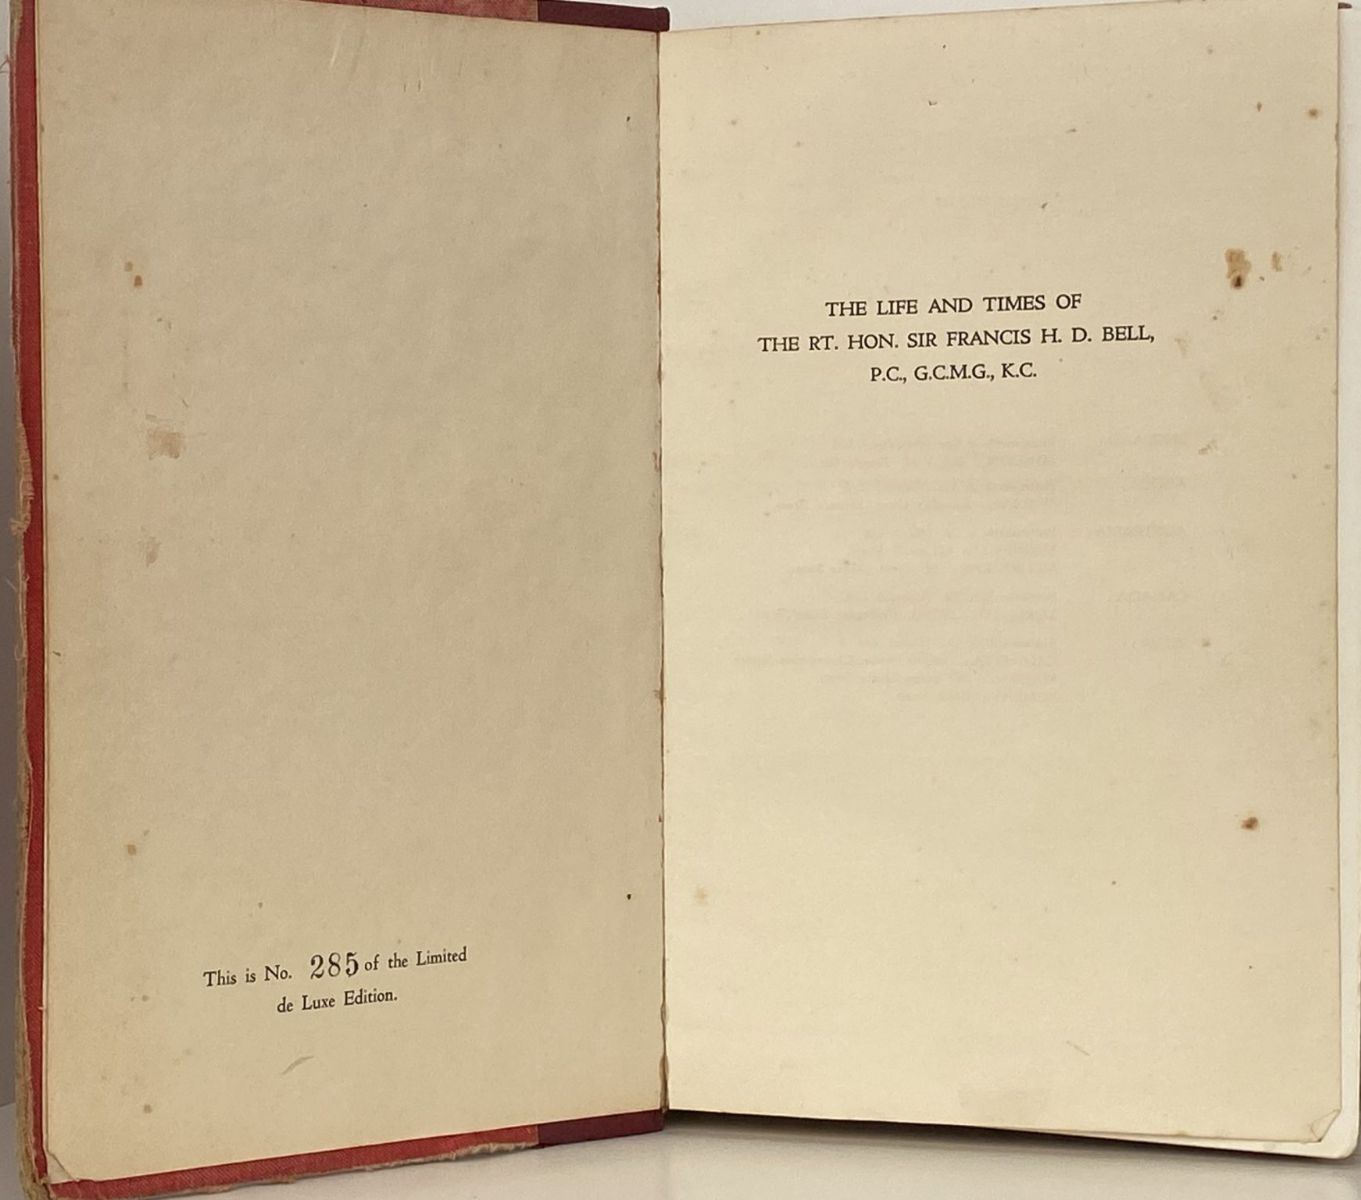 This is No. 285 of the Limited
de Luxe Edition.
THE LIFE AND TIMES OF
THE RT. HON. SIR FRANCIS H. D. BELL,
P.C., G.C.M.G., K.C.